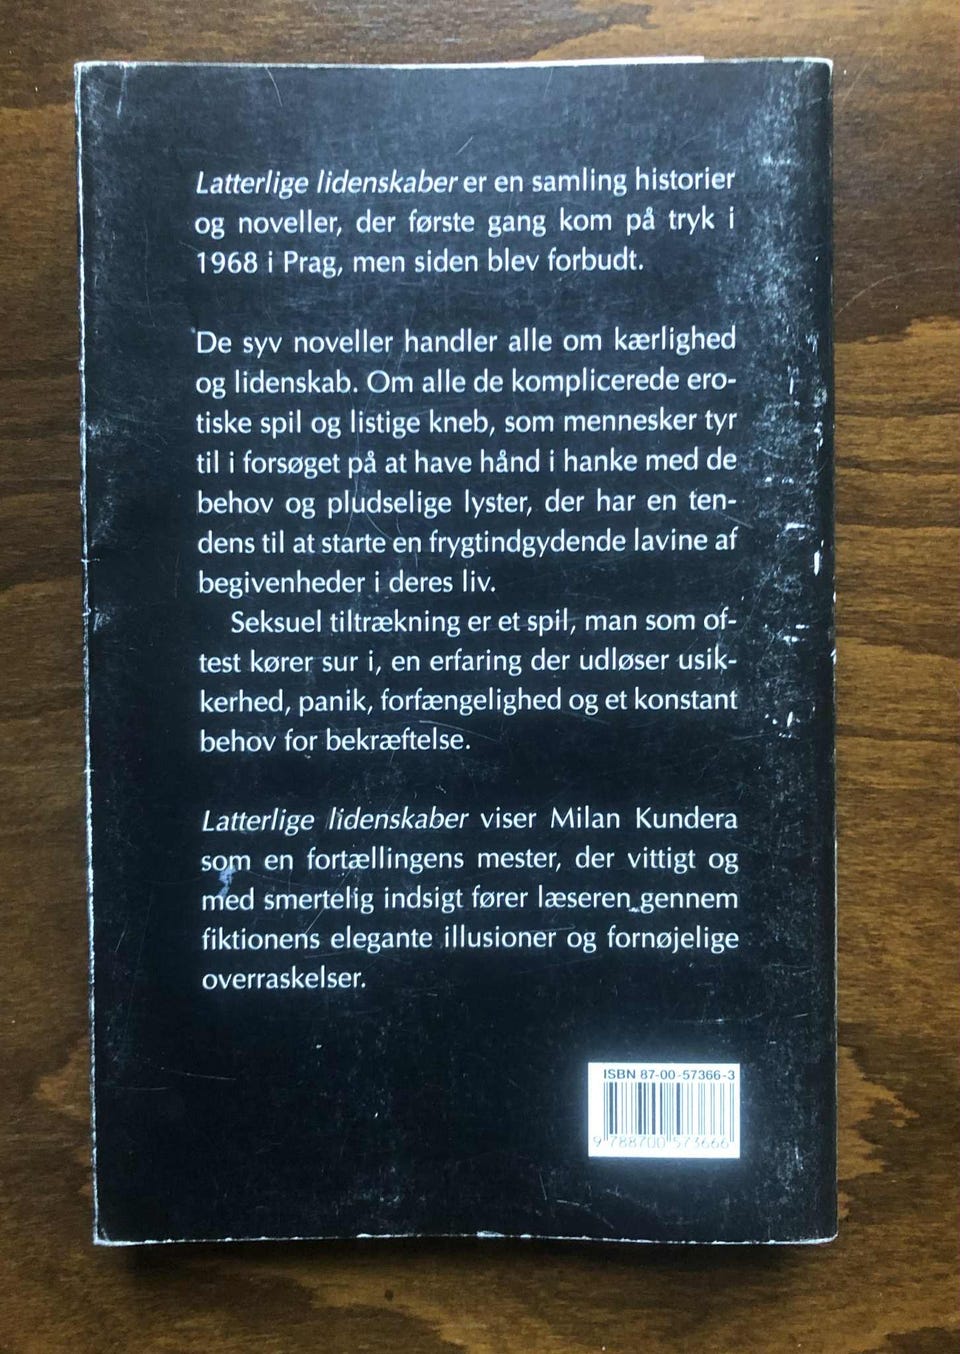 Latterlige lidenskaber er en samling historier
og noveller, der første gang kom på tryk i
1968 i Prag, men siden blev forbudt.
De syv noveller handler alle om kærlighed
og lidenskab. Om alle de komplicerede ero-
tiske spil og listige kneb, som mennesker tyr
til i forsøget på at have hånd i hanke med de
behov og pludselige lyster, der har en ten-
dens til at starte en frygtindgydende lavine af
begivenheder i deres liv.
Seksuel tiltrækning er et spil, man som of-
test kører sur i, en erfaring der udløser usik-
kerhed, panik, forfængelighed og et konstant
behov for bekræftelse.
Latterlige lidenskaber viser Milan Kundera
som en fortællingens mester, der vittigt og
med smertelig indsigt fører læseren gennem
fiktionens elegante illusioner og fornøjelige
overraskelser.
ISBN 87-00-57366-3
9 788700 573666